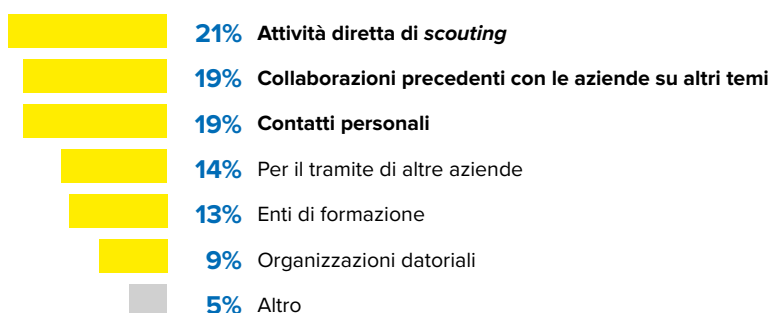 21% Attività diretta di scouting
19% Collaborazioni precedenti con le aziende su altri temi
19% Contatti personali
14% Per il tramite di altre aziende
13% Enti di formazione
9% Organizzazioni datoriali
5% Altro